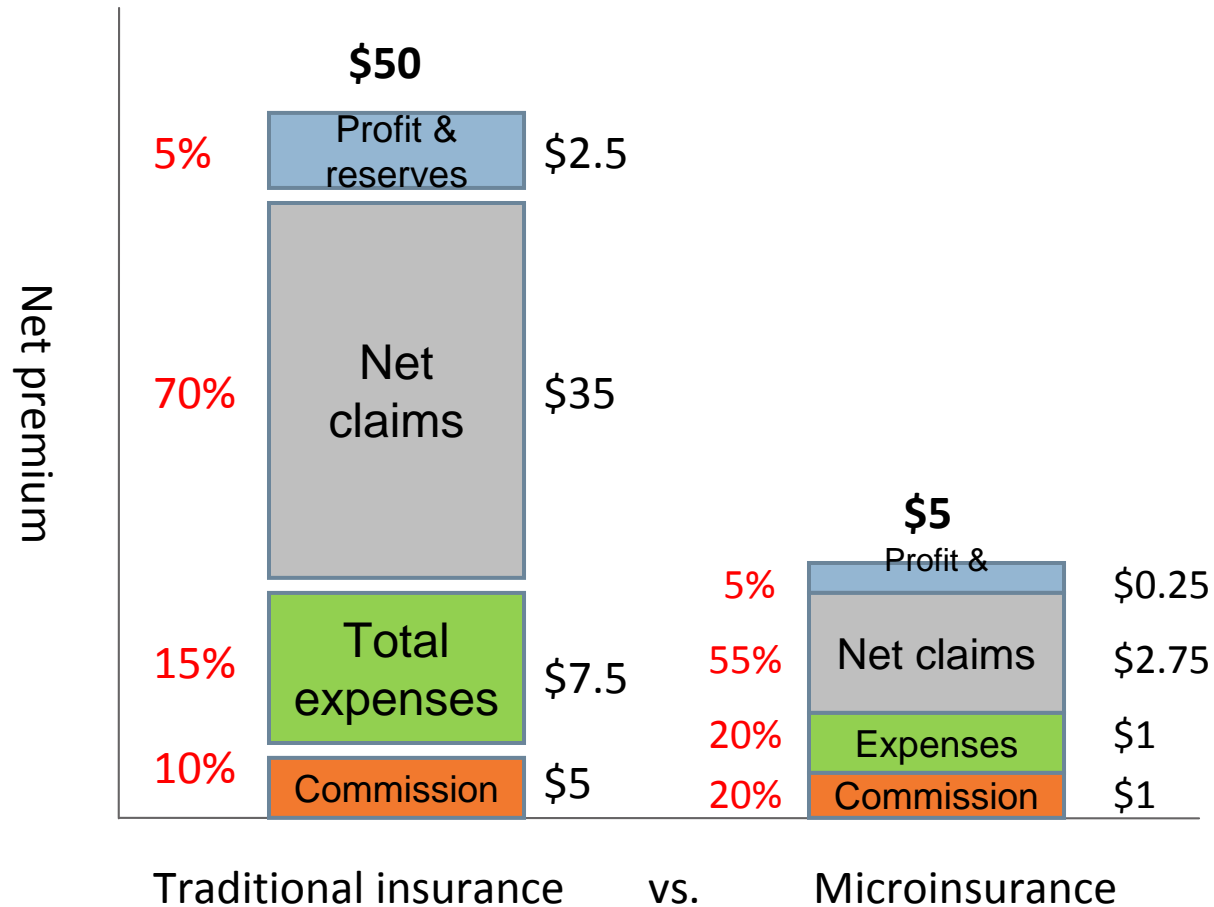 Net premium
$50
5%
Profit &
reserves
$2.5
70%
Net
claims
$35
15%
Total
expenses
$7.5
10%
Commission
$5
$5
5%
Profit &
$0.25
55%
Net claims
$2.75
20%
Expenses
$1
20%
Commission
$1
Traditional insurance vs. Microinsurance